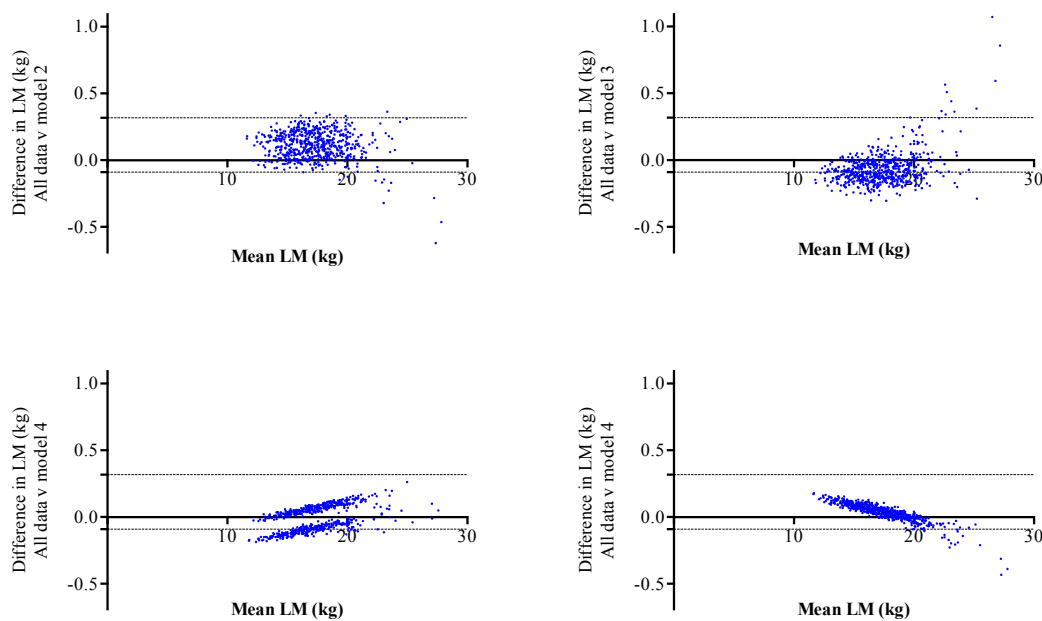 Difference in LM (kg)
All data v model 2
1.0
0.5
0.0
-0.5
10
20
30
Mean LM (kg)
Difference in LM (kg)
All data v model 3
1.0
0.5
0.0
-0.5
10
20
30
Mean LM (kg)
Difference in LM (kg)
All data v model 4
1.0
0.5
0.0
-0.5
10
20
30
Mean LM (kg)
Difference in LM (kg)
All data v model 4
1.0
0.5
0.0
-0.5
10
20
30
Mean LM (kg)